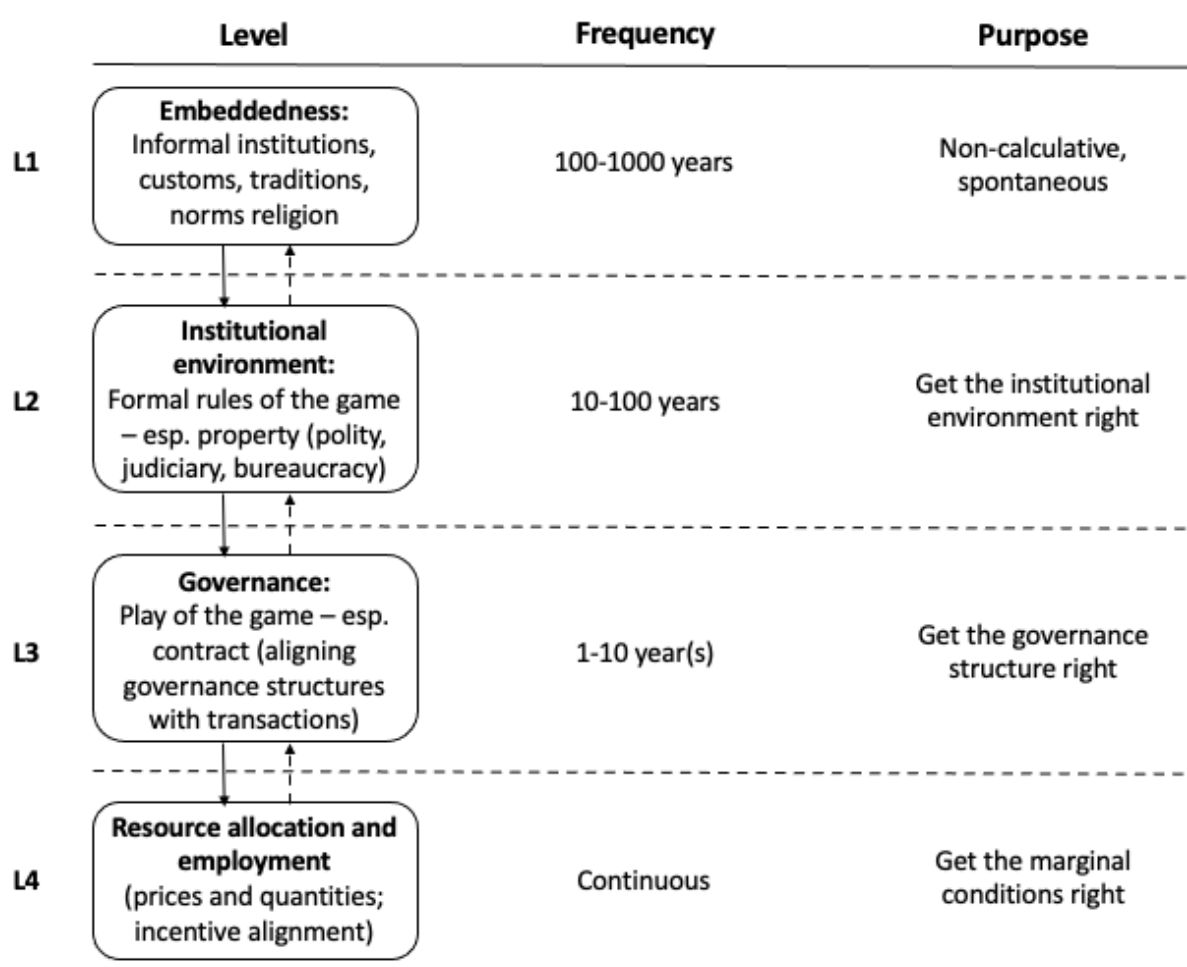 Level Frequency Purpose
L1
Embeddedness:
Informal institutions,
customs, traditions,
norms religion
100-1000 years
Non-calculative,
spontaneous
L2
Institutional
environment:
Formal rules of the game
– esp. property (polity,
judiciary, bureaucracy)
10-100 years
Get the institutional
environment right
L3
Governance:
Play of the game – esp.
contract (aligning
governance structures
with transactions)
1-10 year(s)
Get the governance
structure right
L4
Resource allocation and
employment
(prices and quantities;
incentive alignment)
Continuous
Get the marginal
conditions right